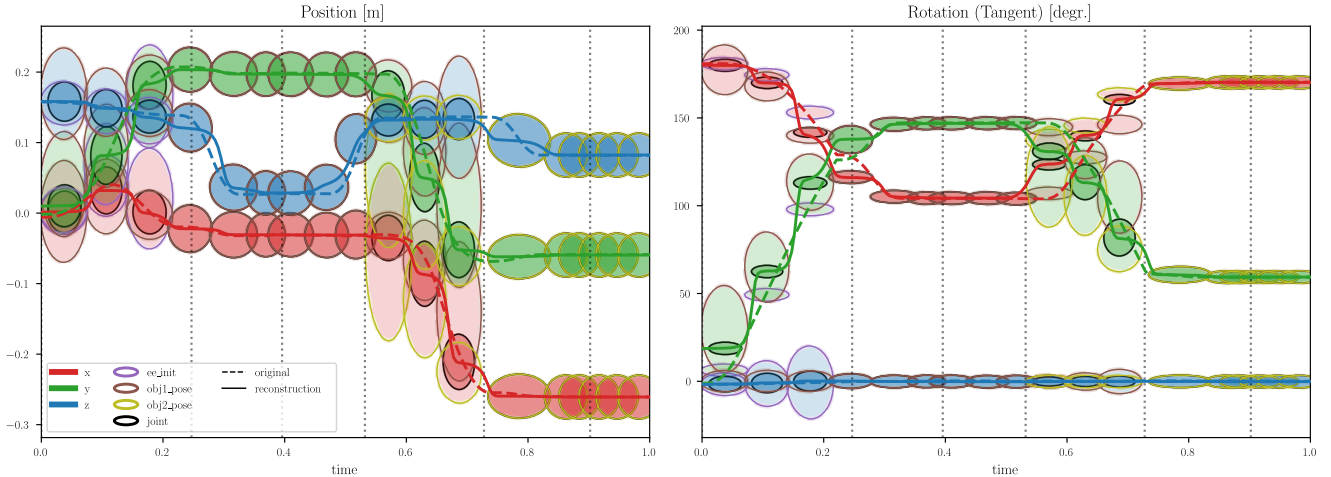 Position [m]
0.2
0.1
0.0
−0.1
−0.2
−0.3
x
y
z
ee_init
obj1_pose
obj2_pose
joint
original
reconstruction
0.0 0.2 0.4 0.6 0.8 1.0
time
Rotation (Tangent) [degr.]
200
150
100
50
0
0.0 0.2 0.4 0.6 0.8 1.0
time